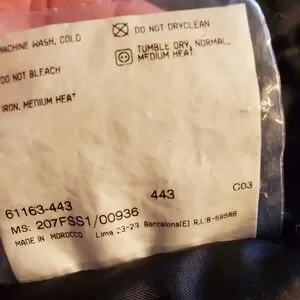 MACHINE WASH, COLD
DO NOT DRYCLEAN
DO NOT BLEACH
TUMBLE DRY, NORMAL,
MEDIUM HEAT
IRON, MEDIUM HEAT
61163-443
443
C03
MS: 207FSS1/00936
MADE IN MOROCCO Lima 23-29 Barcelona(E) R.I:8-59586